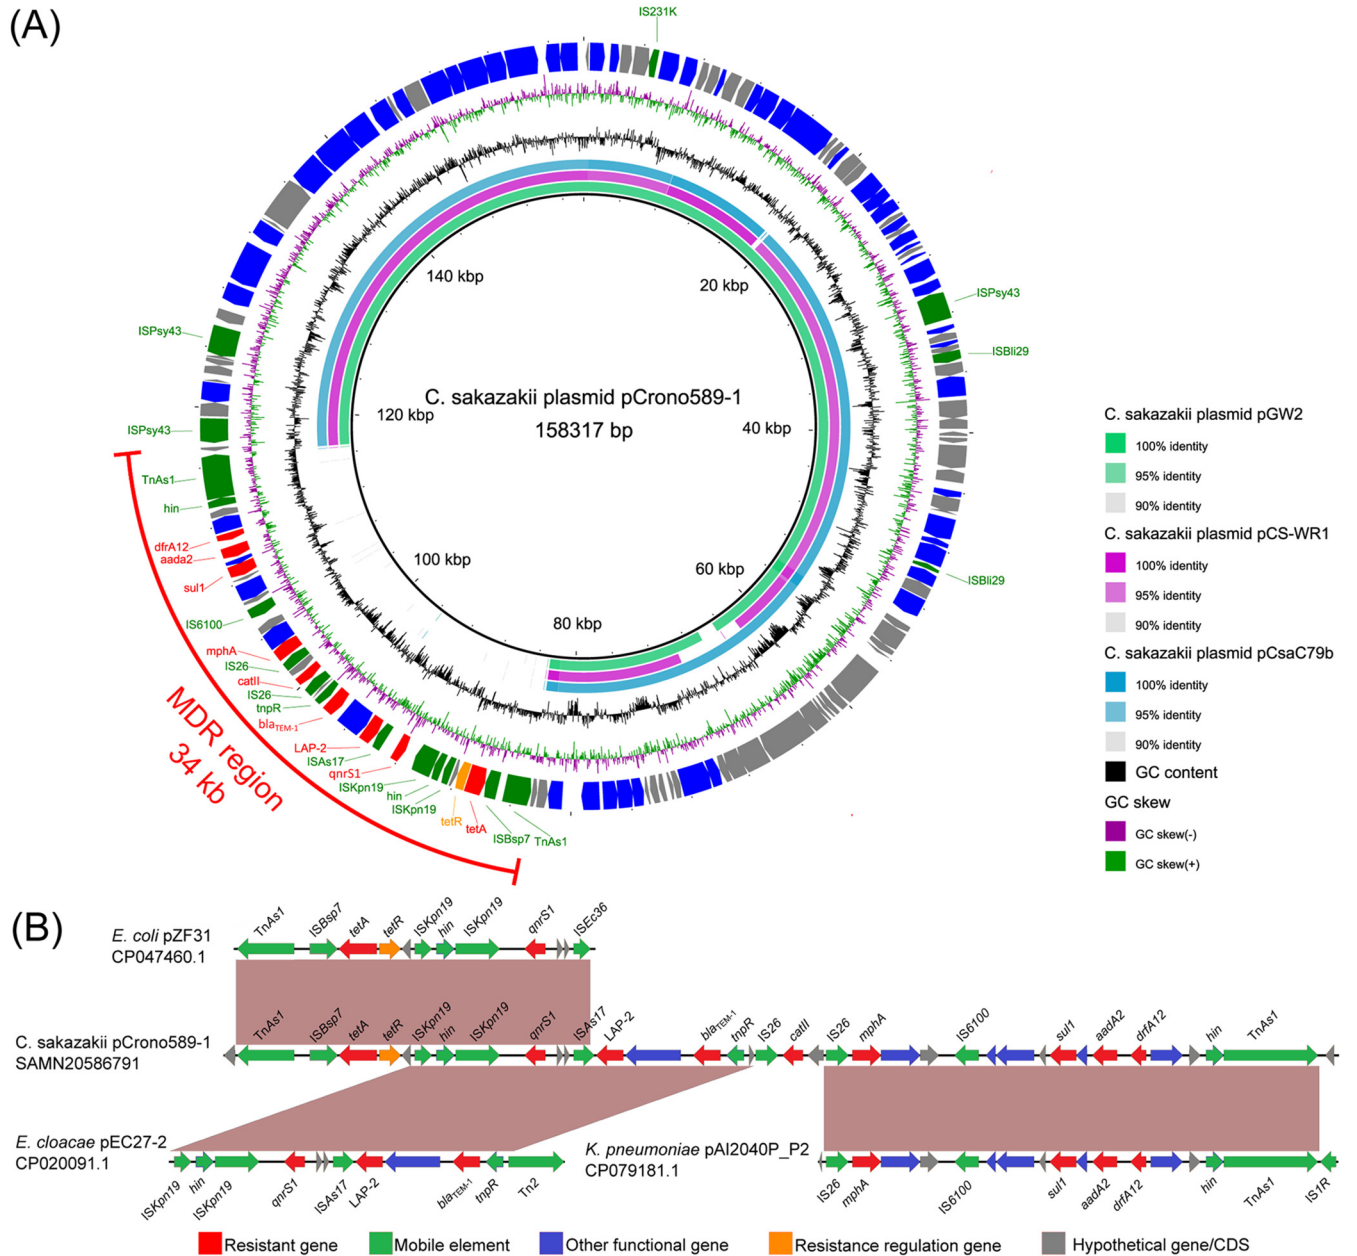 (A)
IS231K
ISPsy43
ISBli29
ISBli29
ISPsy43
ISPsy43
TnAs1
hin
dfrA12
aada2
sul1
IS6100
mphA
IS26
catII
IS26
tnpR
blaTEM-1
LAP-2
ISAs17
qnrS1
ISKpn19
hin
ISKpn19
tetR
tetA
ISBsp7
TnAs1
MDR region
34 kb
140 kbp
20 kbp
120 kbp
40 kbp
100 kbp
60 kbp
80 kbp
C. sakazakii plasmid pCrono589-1
158317 bp
C. sakazakii plasmid pGW2
100% identity
95% identity
90% identity
C. sakazakii plasmid pCS-WR1
100% identity
95% identity
90% identity
C. sakazakii plasmid pCsaC79b
100% identity
95% identity
90% identity
GC content
GC skew
GC skew(-)
GC skew(+)
(B)
E. coli pZF31
CP047460.1
TnAs1 ISBsp7 tetA tetR ISKpn19 hin ISKpn19 qnrS1 ISEc36
C. sakazakii pCrono589-1
SAMN20586791
TnAs1 ISBsp7 tetA tetR ISKpn19 hin ISKpn19 qnrS1 ISAs17 LAP-2 blaTEM-1 tnpR IS26 catII IS26 mphA IS6100 sul1 aadA2 drfA12 hin TnAs1
E. cloacae pEC27-2
CP020091.1
ISKpn19 hin ISKpn19 qnrS1 ISAs17 LAP-2 blaTEM-1 tnpR Tn2
K. pneumoniae pAI2040P_P2
CP079181.1
IS26 mphA IS6100 sul1 aadA2 drfA12 hin TnAs1 IS1R
Resistant gene
Mobile element
Other functional gene
Resistance regulation gene
Hypothetical gene/CDS